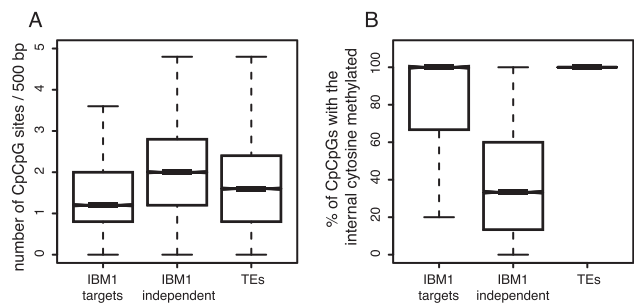 A
number of CpCpG sites / 500 bp
5
4
3
2
1
0
IBM1
targets
IBM1
independent
TEs
B
% of CpCpGs with the
internal cytosine methylated
100
80
60
40
20
0
IBM1
targets
IBM1
independent
TEs